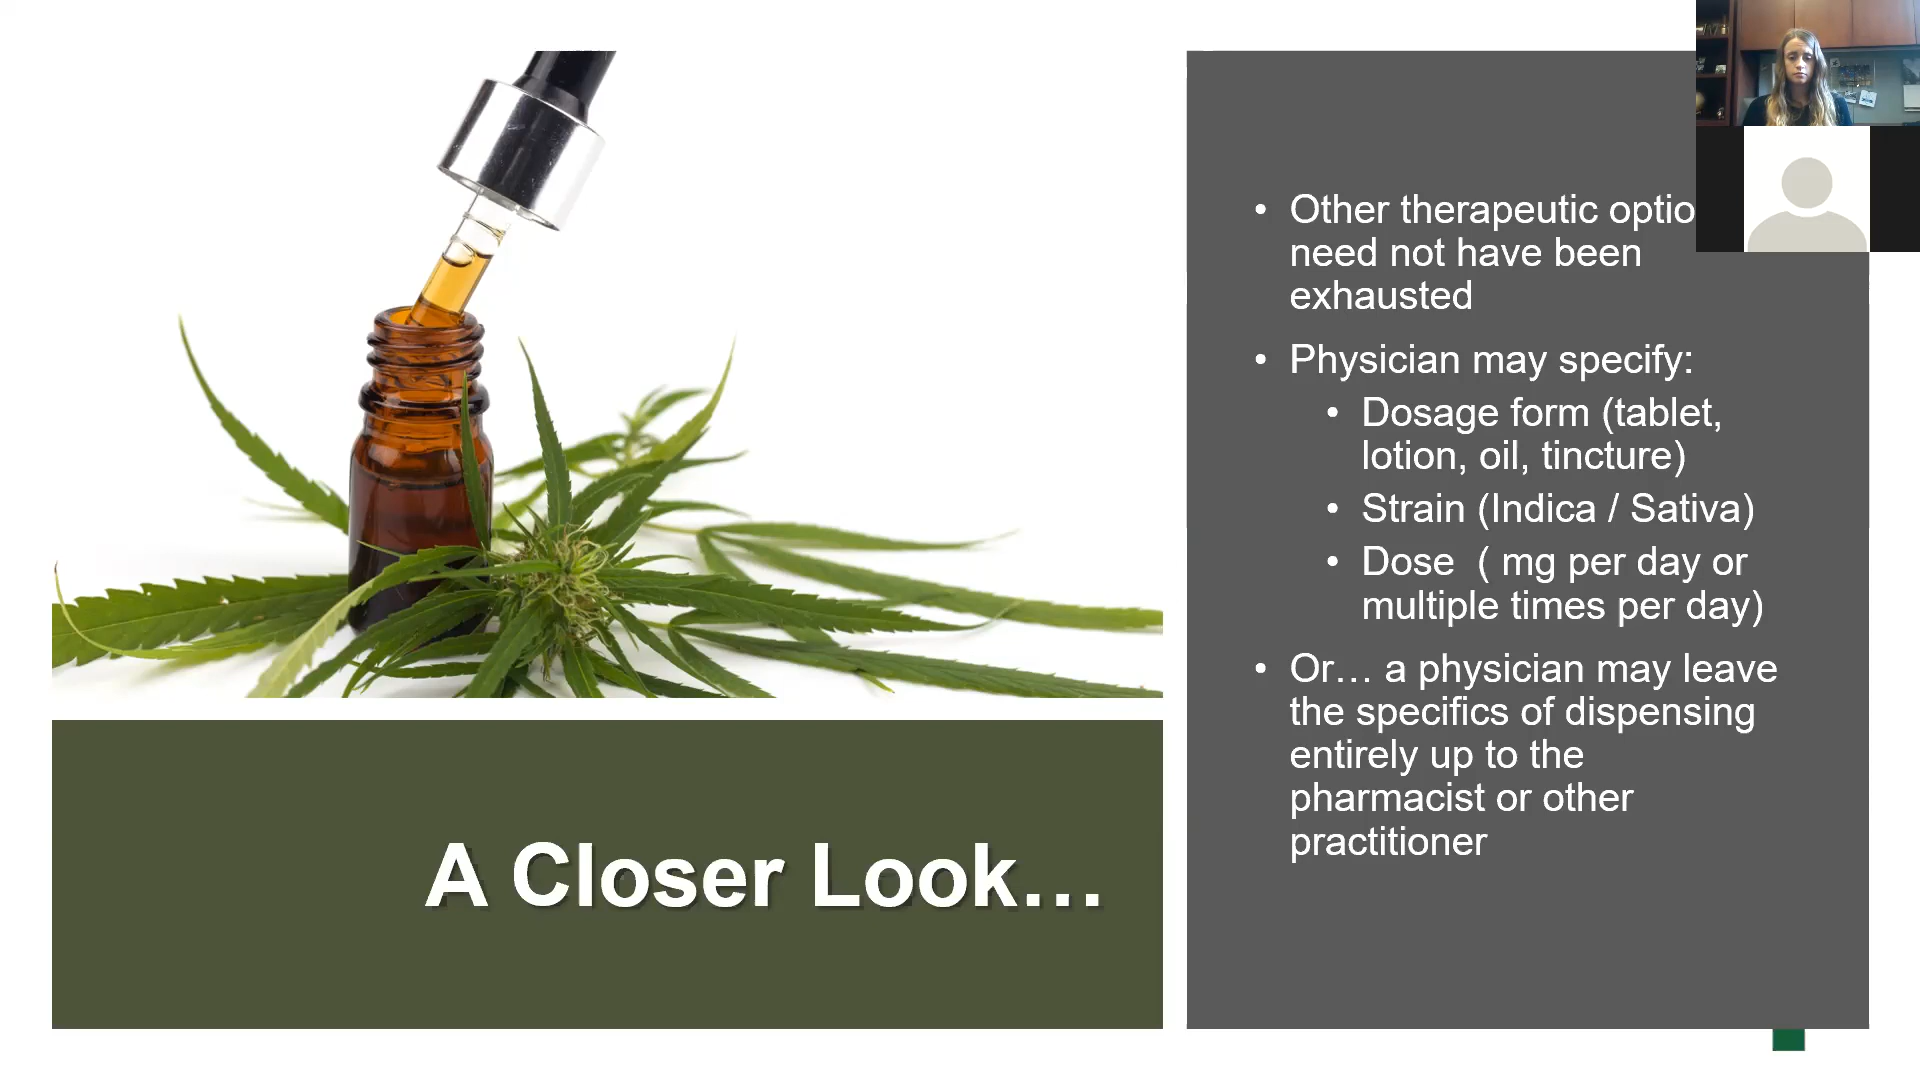 • Other therapeutic optio
need not have been
exhausted
• Physician may specify:
• Dosage form (tablet,
lotion, oil, tincture)
• Strain (Indica / Sativa)
• Dose ( mg per day or
multiple times per day)
• Or… a physician may leave
the specifics of dispensing
entirely up to the
pharmacist or other
practitioner
A Closer Look…